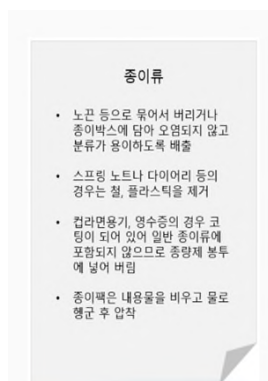 종이류
• 노끈 등으로 묶어서 버리거나
종이박스에 담아 오염되지 않고
분류가 용이하도록 배출
• 스프링 노트나 다이어리 등의
경우는 철, 플라스틱을 제거
• 컵라면용기, 영수증의 경우 코
팅이 되어 있어 일반 종이류에
포함되지 않으므로 종량제 봉투
에 넣어 버림
• 종이팩은 내용물을 비우고 물로
헹군 후 압착